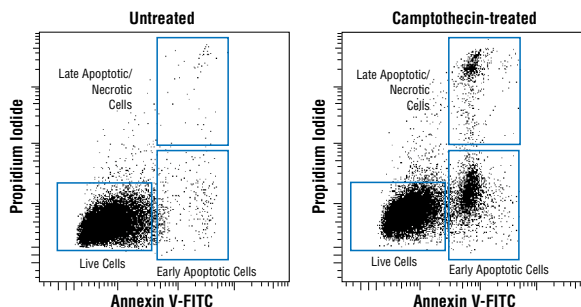 Untreated
Propidium Iodide
Late Apoptotic/
Necrotic
Cells
Live Cells
Early Apoptotic Cells
Annexin V-FITC
Camptothecin-treated
Propidium Iodide
Late Apoptotic/
Necrotic
Cells
Live Cells
Early Apoptotic Cells
Annexin V-FITC